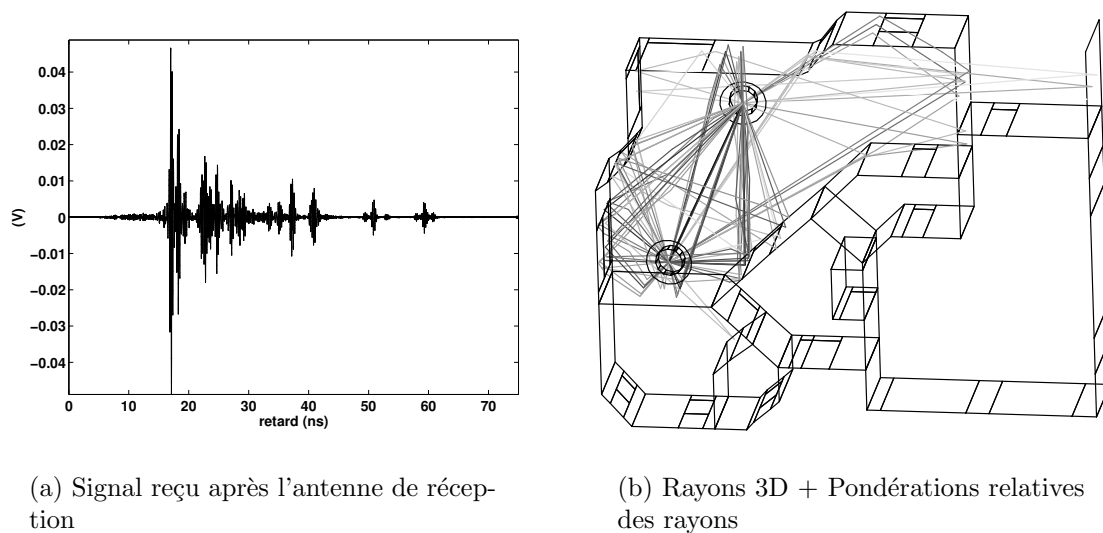 0.04
0.03
0.02
0.01
0
−0.01
−0.02
−0.03
−0.04
(V)
0 10 20 30 40 50 60 70
retard (ns)
(a) Signal reçu après l'antenne de récep-
tion
(b) Rayons 3D + Pondérations relatives
des rayons